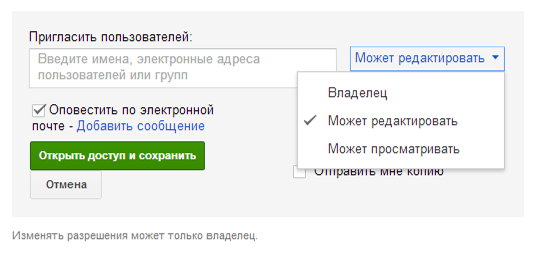 Пригласить пользователей:
Введите имена, электронные адреса
пользователей или групп
Может редактировать
Владелец
Может редактировать
Может просматривать
Оповестить по электронной
почте - Добавить сообщение
Открыть доступ и сохранить
Отправить мне копию
Отмена
Изменять разрешения может только владелец.